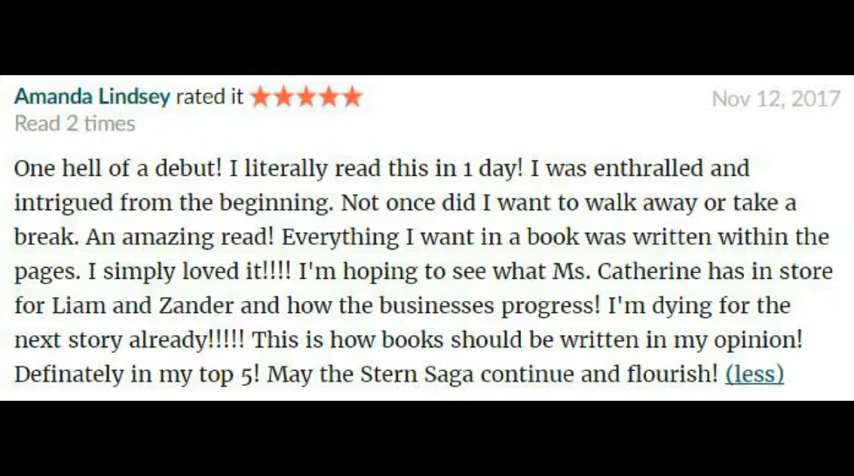 Amanda Lindsey rated it ★★★★★ Nov 12, 2017
Read 2 times
One hell of a debut! I literally read this in 1 day! I was enthralled and
intrigued from the beginning. Not once did I want to walk away or take a
break. An amazing read! Everything I want in a book was written within the
pages. I simply loved it!!!! I'm hoping to see what Ms. Catherine has in store
for Liam and Zander and how the businesses progress! I'm dying for the
next story already!!!!! This is how books should be written in my opinion!
Definately in my top 5! May the Stern Saga continue and flourish! (less)